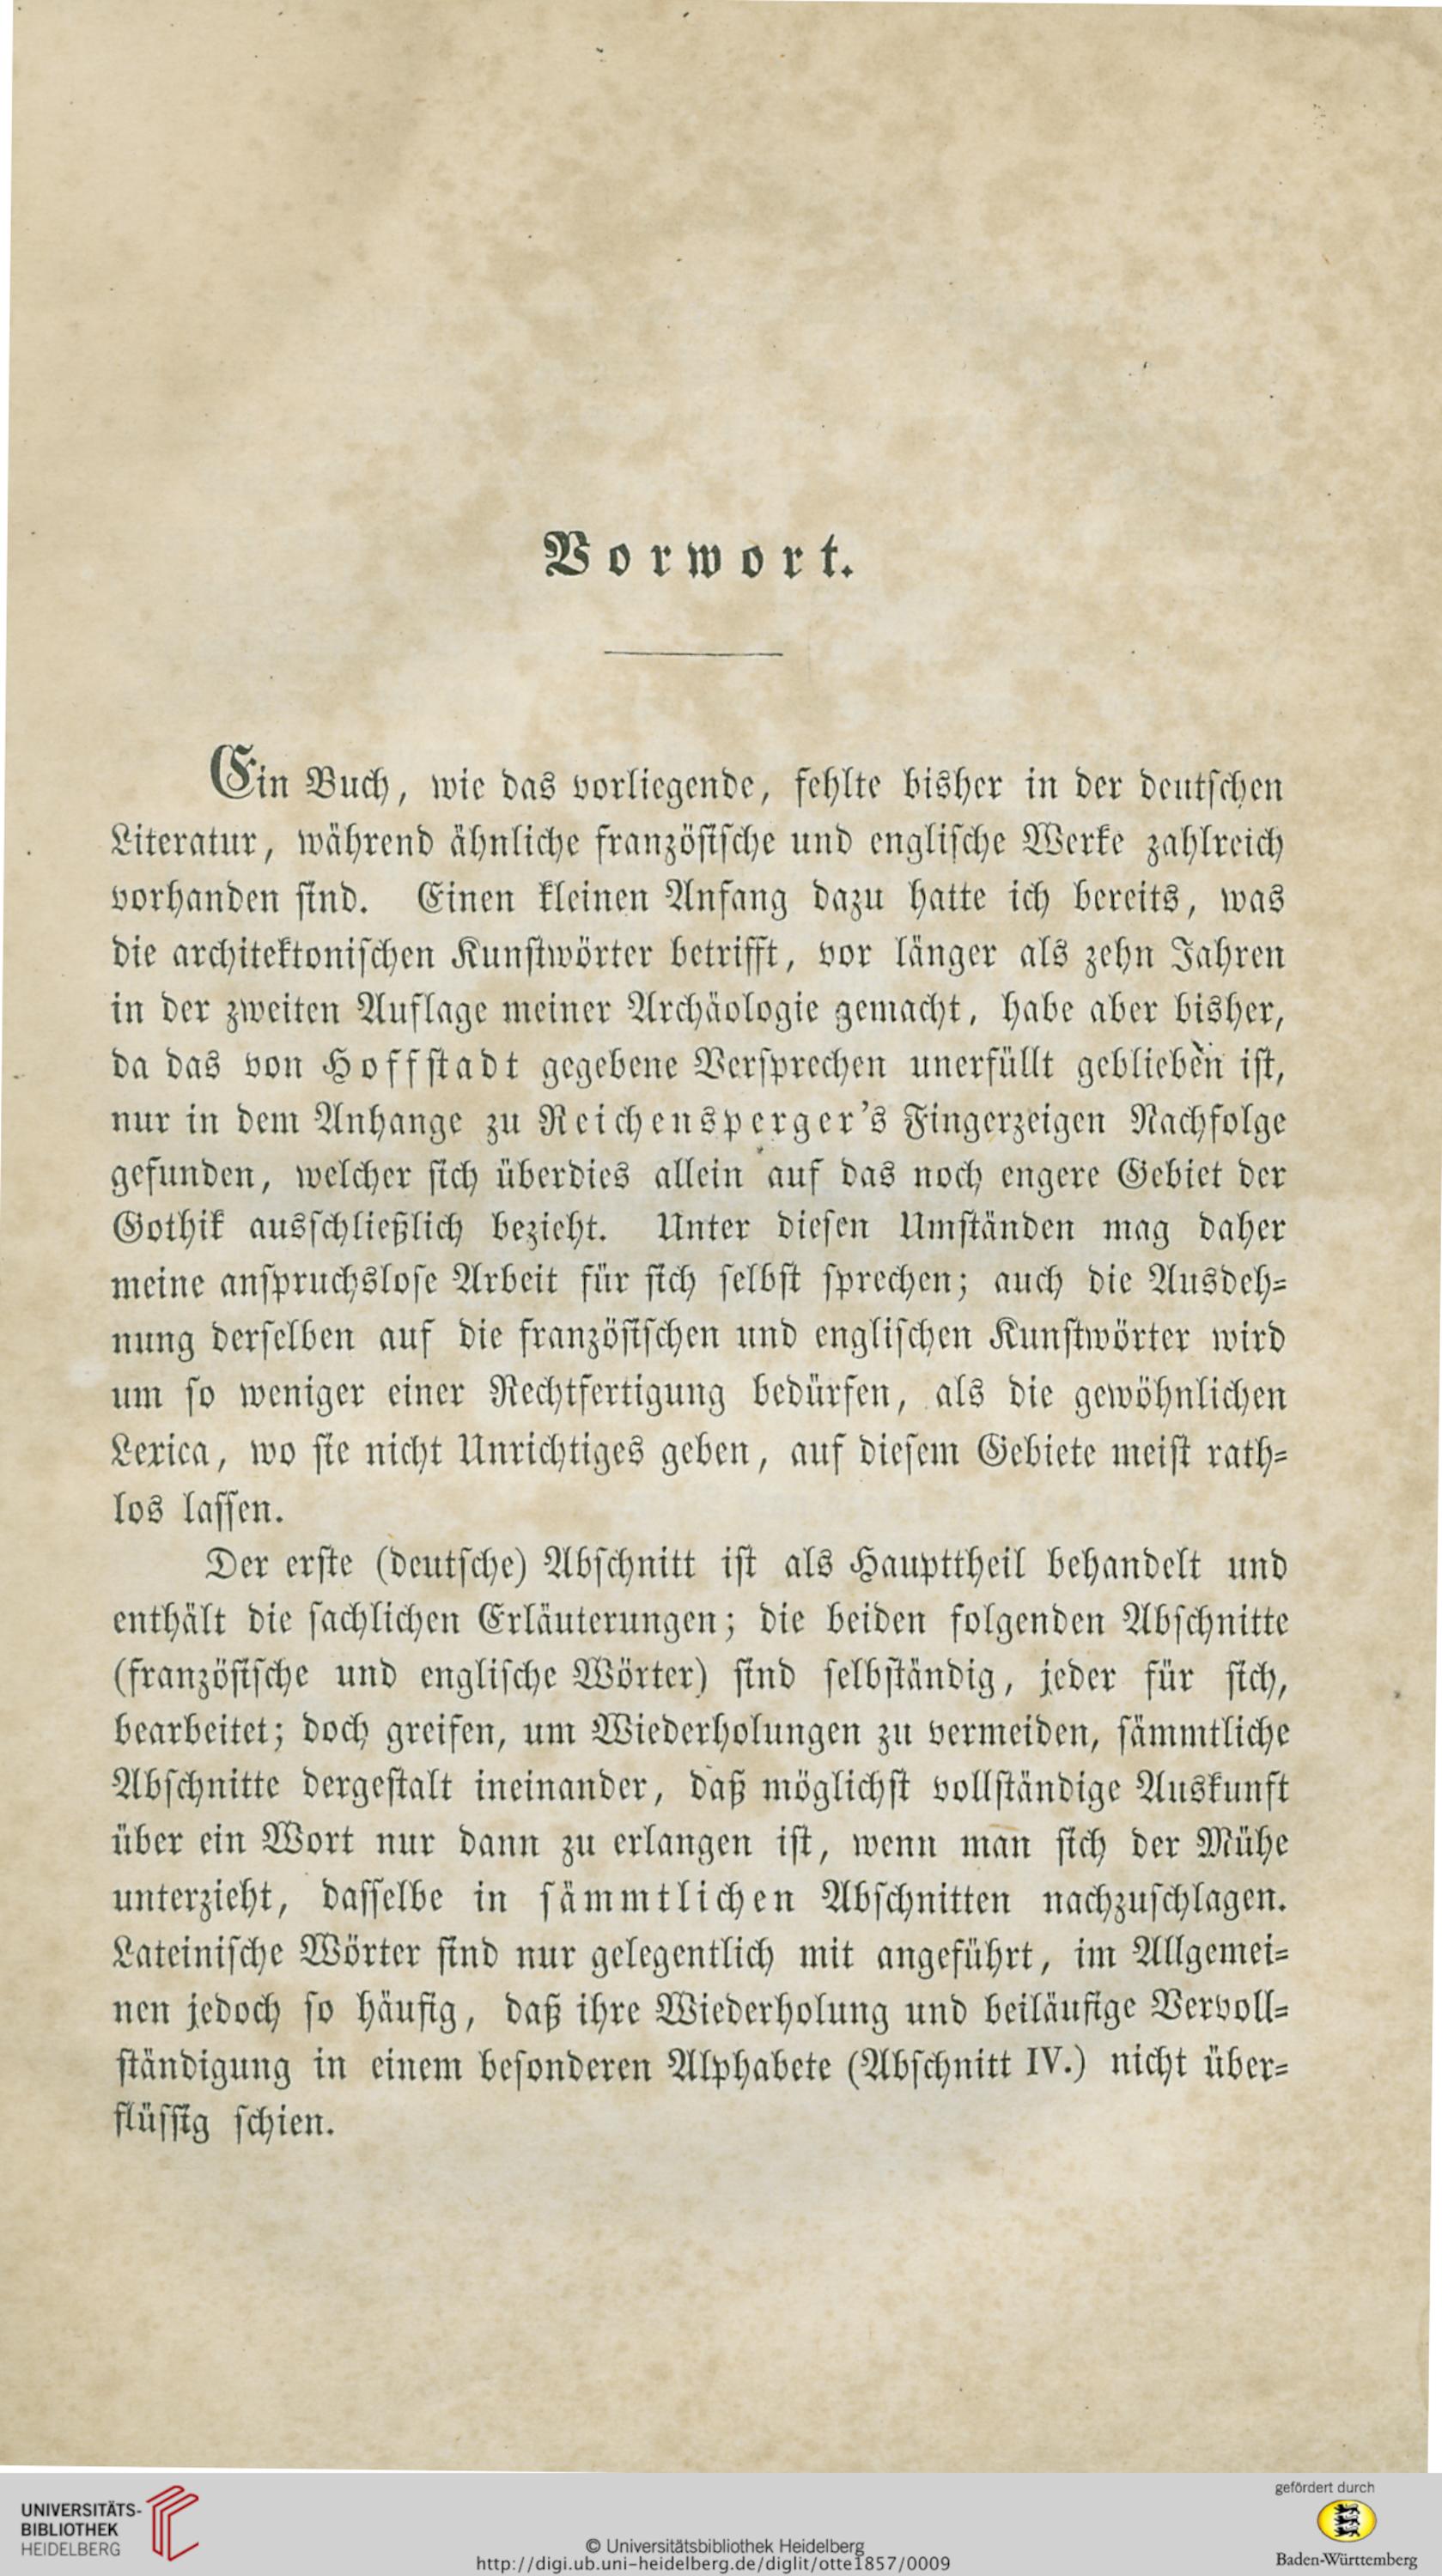 Vorwort.
Ein Buch, wie das vorliegende, fehlte bisher in der deutschen
Literatur, während ähnliche französische und englische Werke zahlreich
vorhanden sind. Einen kleinen Anfang dazu hatte ich bereits, was
die architektonischen Kunstwörter betrifft, vor länger als zehn Jahren
in der zweiten Auflage meiner Archäologie gemacht, habe aber bisher,
da das von Hoffstadt gegebene Versprechen unerfüllt geblieben ist,
nur in dem Anhange zu Reichensperger's Fingerzeigen Nachfolge
gefunden, welcher sich überdies allein auf das noch engere Gebiet der
Gothik ausschließlich bezieht. Unter diesen Umständen mag daher
meine anspruchslose Arbeit für sich selbst sprechen; auch die Ausdeh-
nung derselben auf die französischen und englischen Kunstwörter wird
um so weniger einer Rechtfertigung bedürfen, als die gewöhnlichen
Lexica, wo sie nicht Unrichtiges geben, auf diesem Gebiete meist rath-
los lassen.
Der erste (deutsche) Abschnitt ist als Haupttheil behandelt und
enthält die sachlichen Erläuterungen; die beiden folgenden Abschnitte
(französische und englische Wörter) sind selbständig, jeder für sich,
bearbeitet; doch greifen, um Wiederholungen zu vermeiden, sämmtliche
Abschnitte dergestalt ineinander, daß möglichst vollständige Auskunft
über ein Wort nur dann zu erlangen ist, wenn man sich der Mühe
unterzieht, dasselbe in sämmtlichen Abschnitten nachzuschlagen.
Lateinische Wörter sind nur gelegentlich mit angeführt, im Allgemei-
nen jedoch so häufig, daß ihre Wiederholung und beiläufige Vervoll-
ständigung in einem besonderen Alphabete (Abschnitt IV.) nicht über-
flüssig schien.
UNIVERSITÄTS-
BIBLIOTHEK
HEIDELBERG
© Universitätsbibliothek Heidelberg
http://digi.ub.uni-heidelberg.de/diglit/otte1857/0009
gefördert durch
Baden-Württemberg